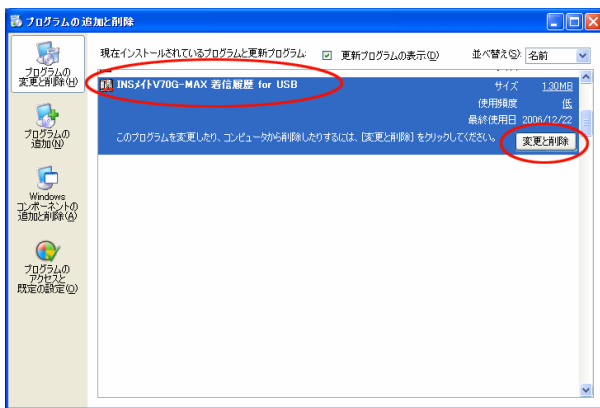 プログラムの追加と削除
プログラムの
変更と削除(H)
プログラムの
追加(N)
Windows
コンポーネントの
追加と削除(A)
プログラムの
アクセスと
既定の設定(O)
現在インストールされているプログラムと更新プログラム:
更新プログラムの表示(D)
並べ替え(S): 名前
INSメイトV70G-MAX 着信履歴 for USB
サイズ 1.30MB
使用頻度 低
最終使用日 2006/12/22
このプログラムを変更したり、コンピュータから削除したりするには、[変更と削除] をクリックしてください。
変更と削除